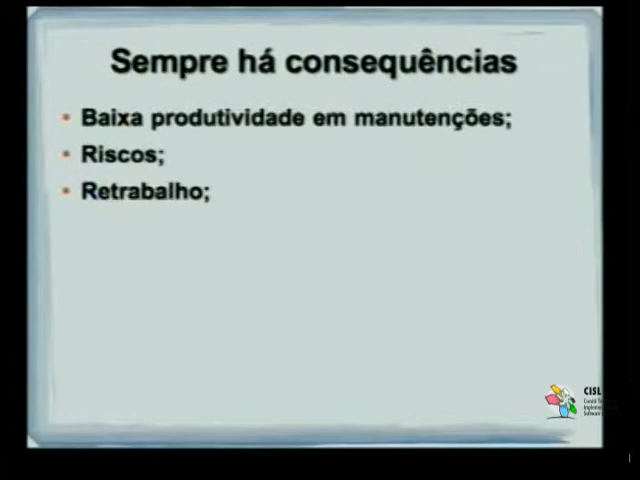 Sempre há consequências
• Baixa produtividade em manutenções;
• Riscos;
• Retrabalho;
CISL